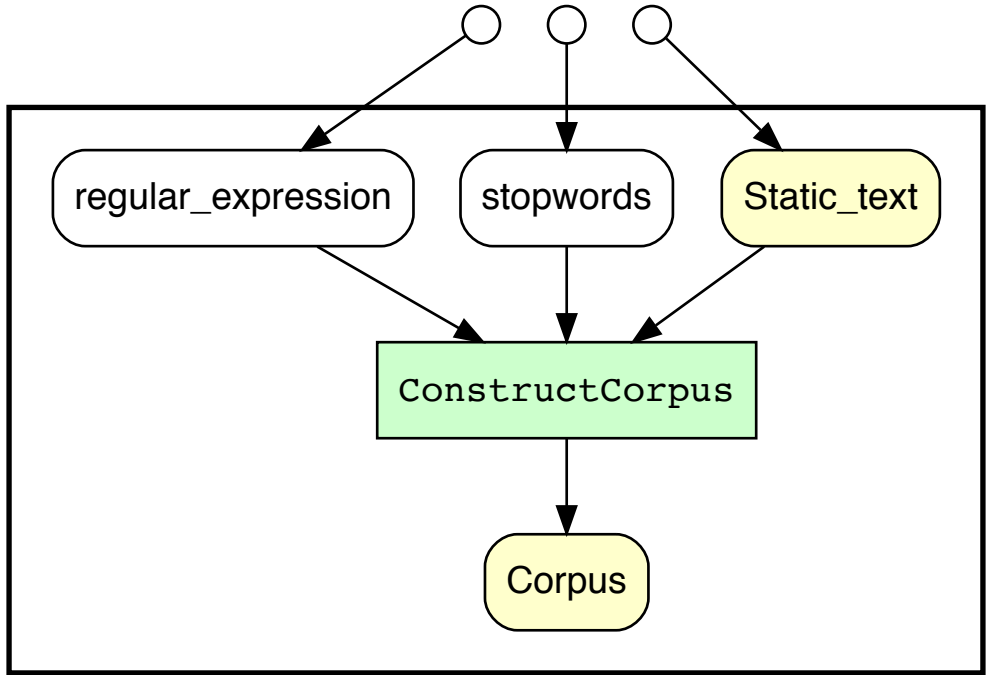 regular_expression
stopwords
Static_text
ConstructCorpus
Corpus